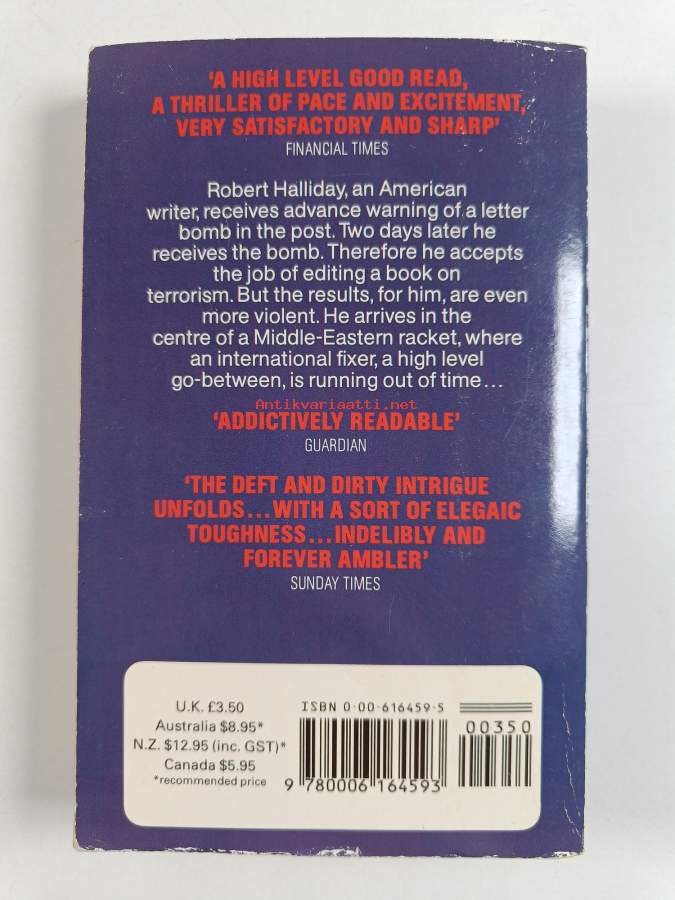 ‘A HIGH LEVEL GOOD READ,
A THRILLER OF PACE AND EXCITEMENT,
VERY SATISFACTORY AND SHARP’
FINANCIAL TIMES
Robert Halliday, an American
writer, receives advance warning of a letter
bomb in the post. Two days later he
receives the bomb. Therefore he accepts
the job of editing a book on
terrorism. But the results, for him, are even
more violent. He arrives in the
centre of a Middle-Eastern racket, where
an international fixer, a high level
go-between, is running out of time...
Antikvariaatti.net
‘ADDICTIVELY READABLE’
GUARDIAN
‘THE DEFT AND DIRTY INTRIGUE
UNFOLDS...WITH A SORT OF ELEGAIC
TOUGHNESS...INDELIBLY AND
FOREVER AMBLER’
SUNDAY TIMES
U.K. £3.50
Australia $8.95*
N.Z. $12.95 (inc. GST)*
Canada $5.95
*recommended price
ISBN 0-00-616459-5
00350
9 780006 164593